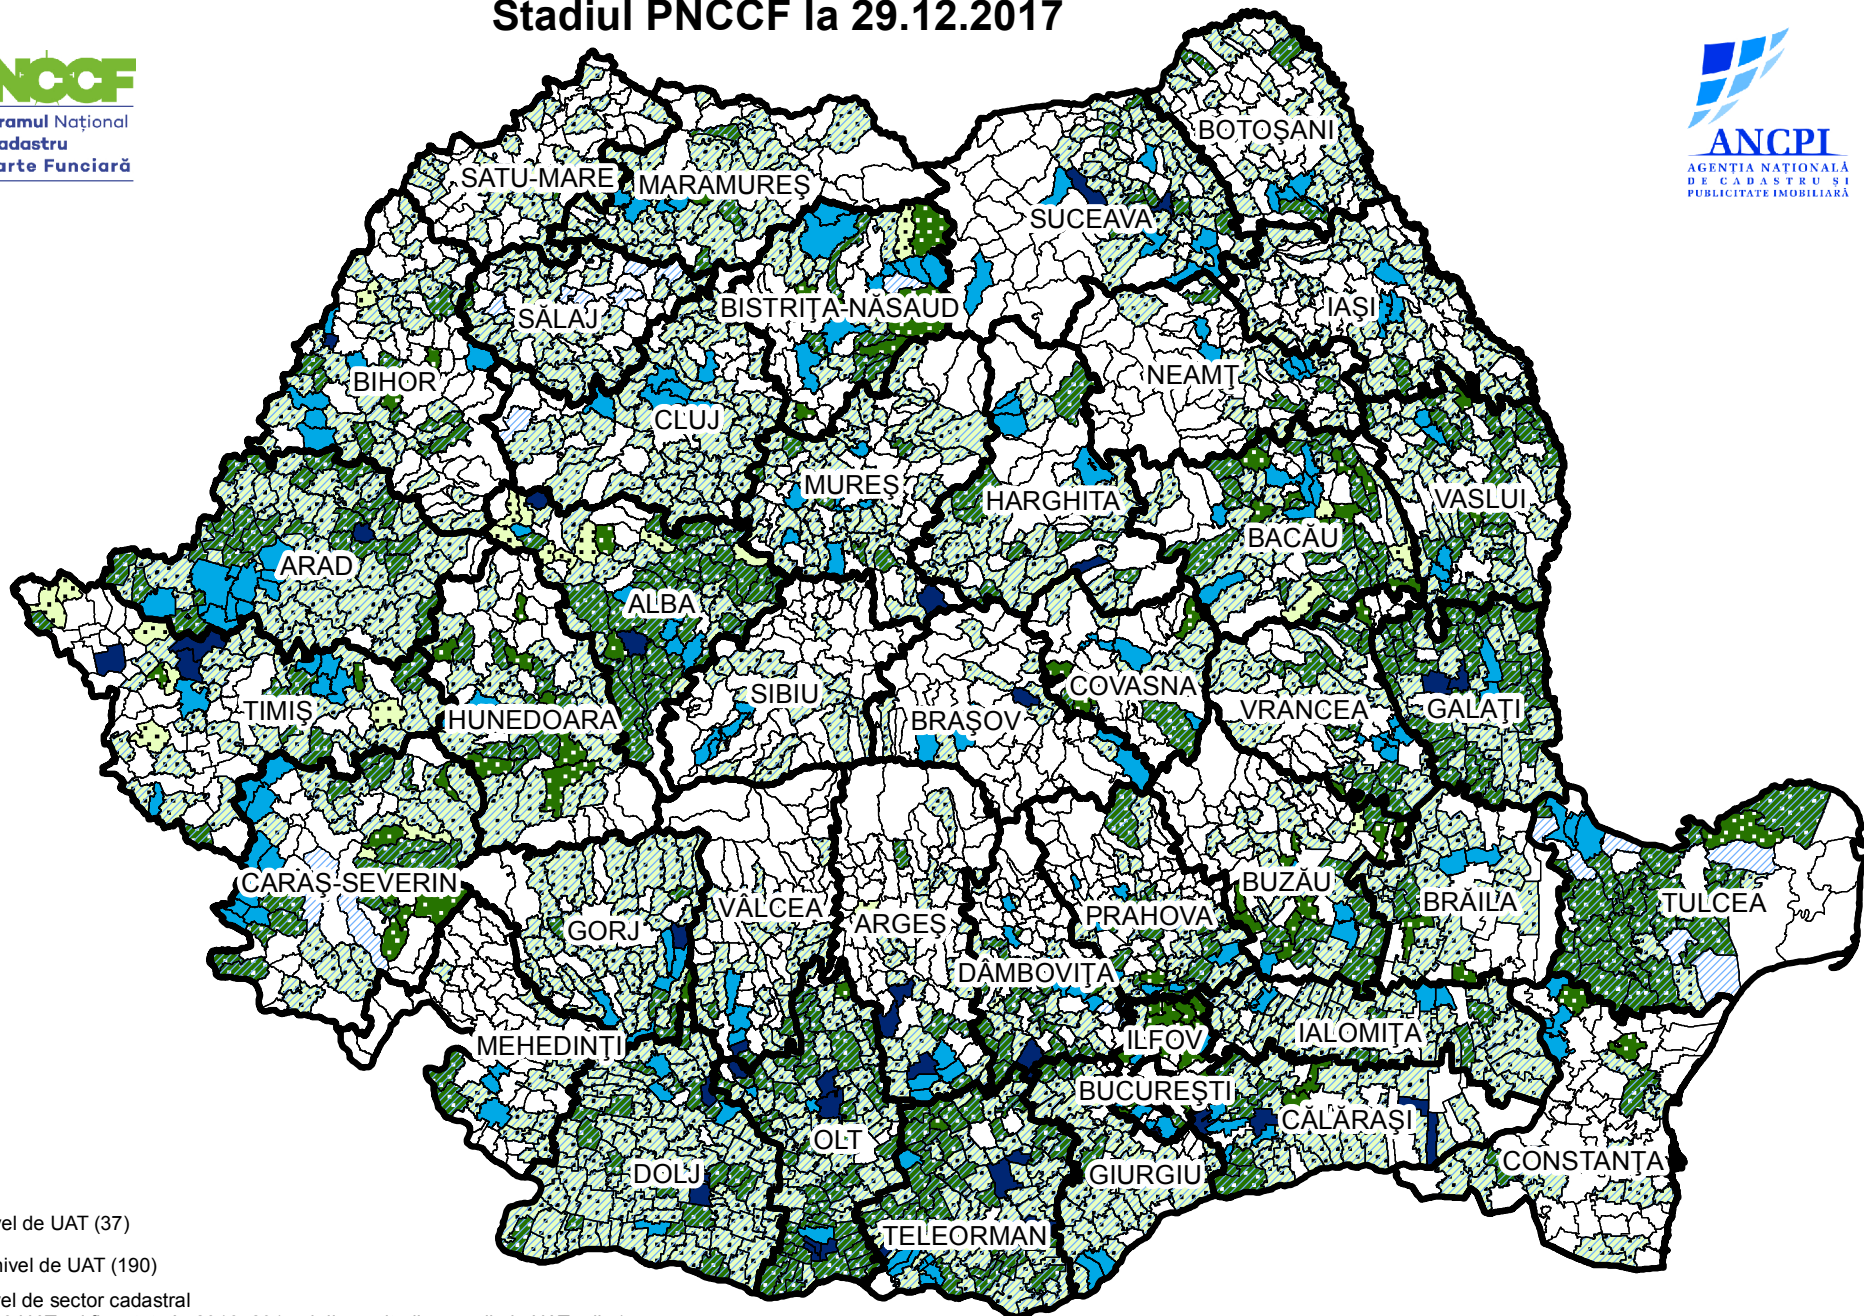 Stadiul PNCCF la 29.12.2017
NCCF
ramul Național
adastru
arte Funciară
ANCPI
AGENȚIA NAȚIONALĂ
DE CADASTRU ȘI
PUBLICITATE IMOBILIARĂ
BOTOȘANI
SATU-MARE
MARAMUREȘ
SUCEAVA
SĂLAJ
BISTRIȚA-NĂSAUD
IAȘI
BIHOR
NEAMȚ
CLUJ
MUREȘ
HARGHITA
VASLUI
BACĂU
ARAD
ALBA
SIBIU
COVASNA
TIMIȘ
HUNEDOARA
BRAȘOV
VRANCEA
GALAȚI
CARAȘ-SEVERIN
BUZĂU
BRĂILA
TULCEA
VÂLCEA
GORJ
ARGEȘ
PRAHOVA
DÂMBOVIȚA
MEHEDINȚI
ILFOV
IALOMIȚA
BUCUREȘTI
CĂLĂRAȘI
OLT
DOLJ
GIURGIU
CONSTANȚA
TELEORMAN
vel de UAT (37)
nivel de UAT (190)
vel de sector cadastral